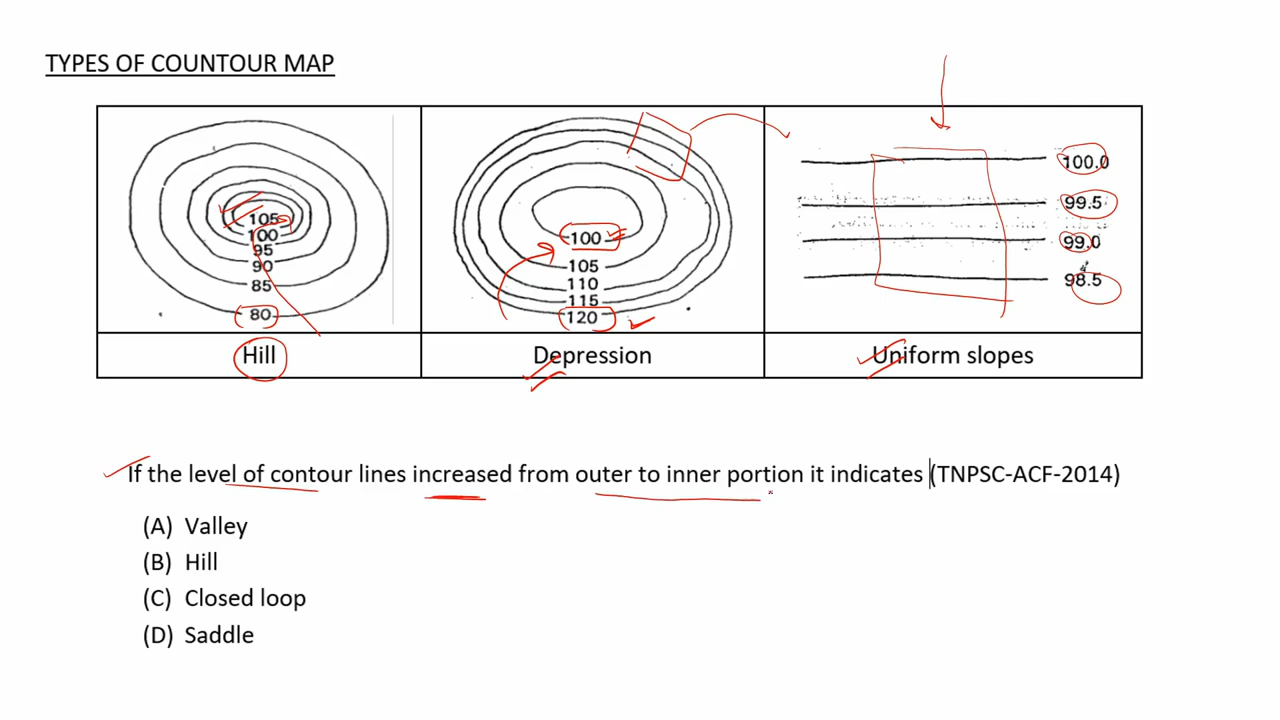 TYPES OF COUNTOUR MAP
105
100
95
90
85
80
100
105
110
115
120
100.0
99.5
99.0
98.5
Hill
Depression
Uniform slopes
If the level of contour lines increased from outer to inner portion it indicates (TNPSC-ACF-2014)
(A) Valley
(B) Hill
(C) Closed loop
(D) Saddle